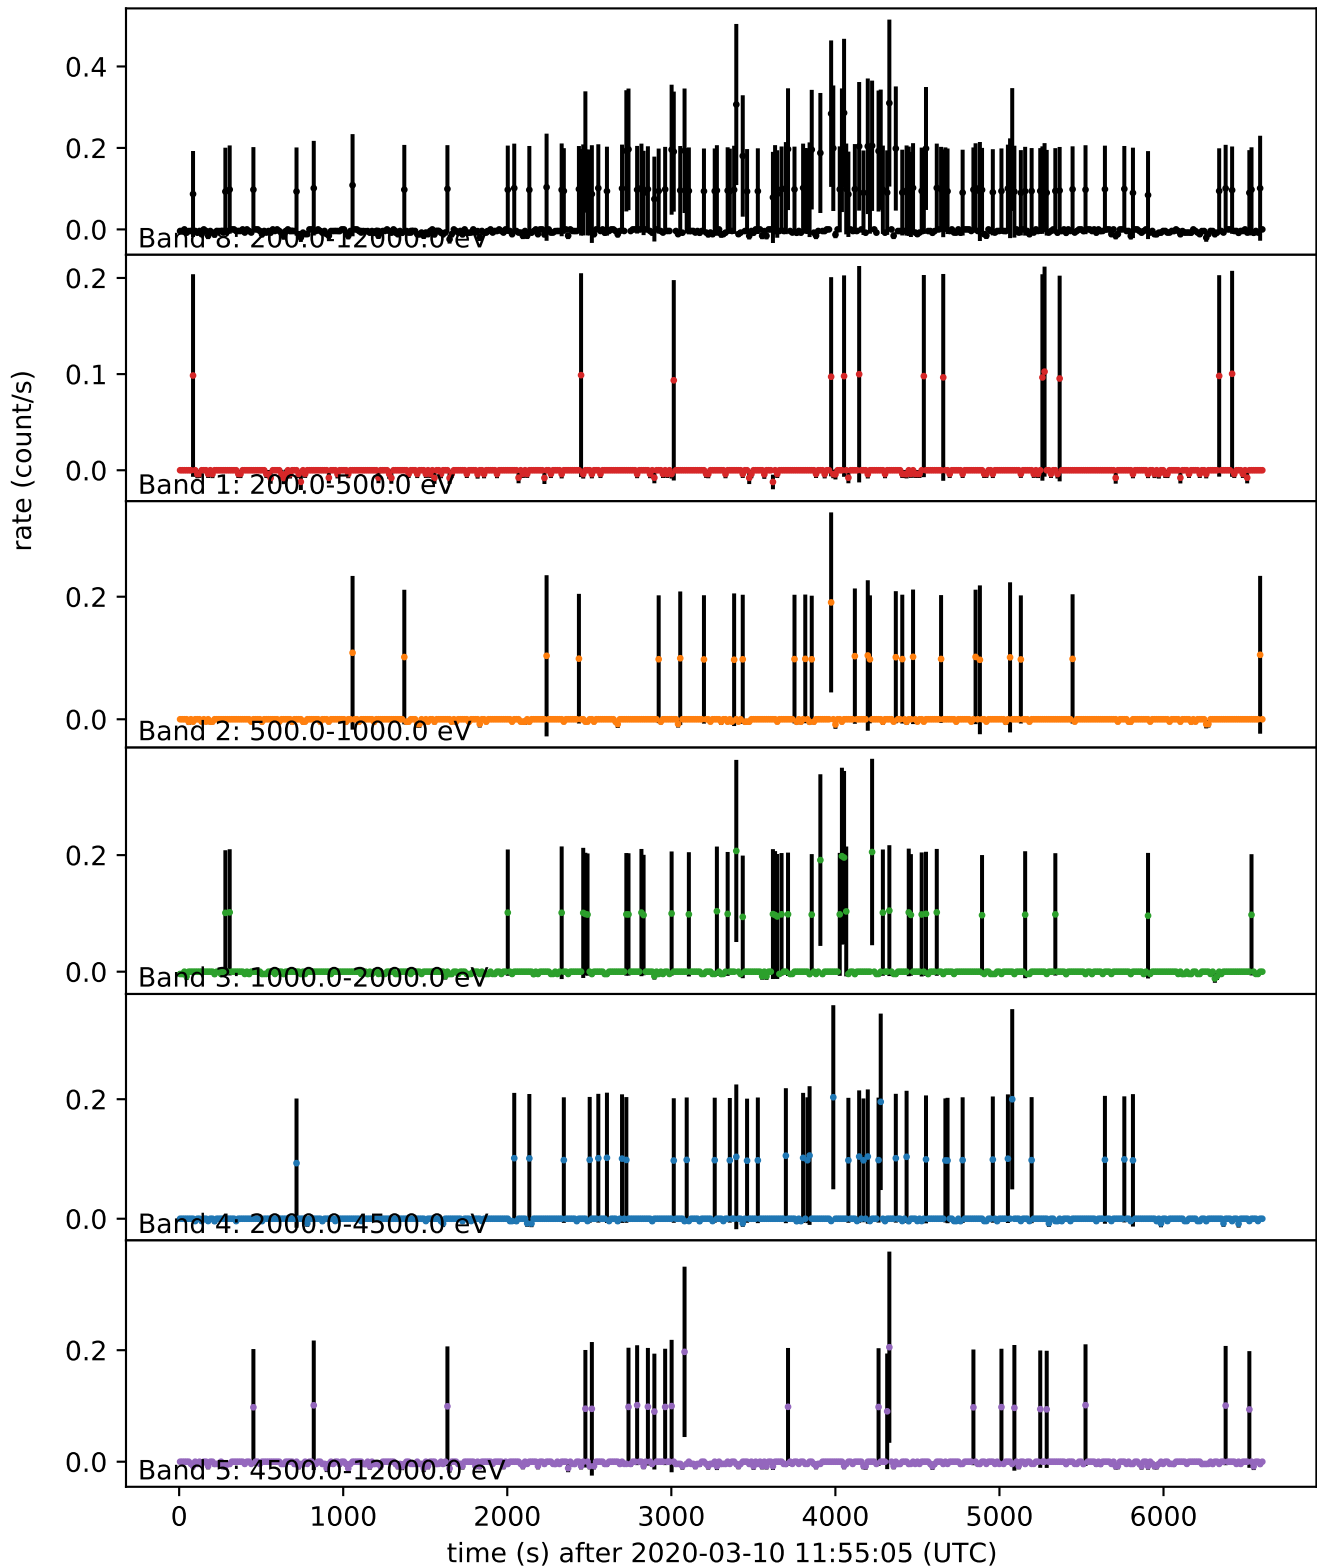 0.4
0.2
0.0
Band 8: 200.0-12000.0 eV
0.2
0.1
0.0
Band 1: 200.0-500.0 eV
rate (count/s)
0.2
0.0
Band 2: 500.0-1000.0 eV
0.2
0.0
Band 3: 1000.0-2000.0 eV
0.2
0.0
Band 4: 2000.0-4500.0 eV
0.2
0.0
Band 5: 4500.0-12000.0 eV
0 1000 2000 3000 4000 5000 6000
time (s) after 2020-03-10 11:55:05 (UTC)